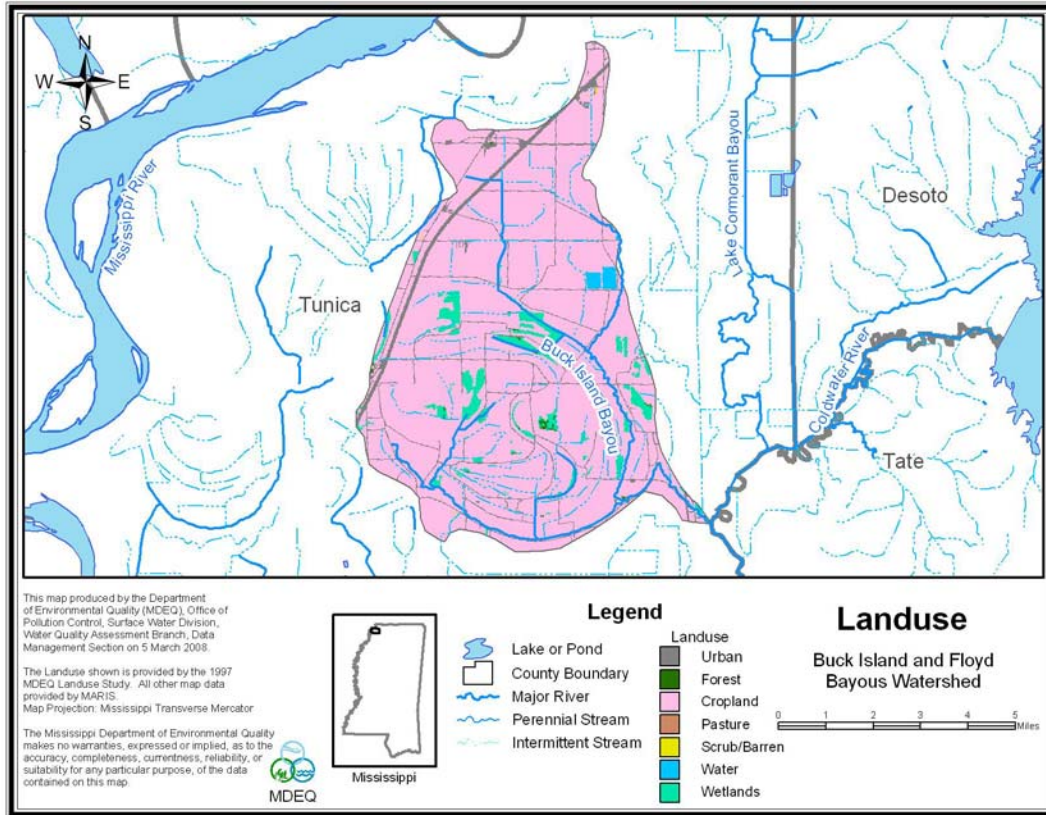 N
W E
S
Mississippi River
Tunica
Buck Island Bayou
Lake Cormorant Bayou
Desoto
Coldwater River
Tate
This map produced by the Department
of Environmental Quality (MDEQ), Office of
Pollution Control, Surface Water Division,
Water Quality Assessment Branch, Data
Management Section on 5 March 2008.
The Landuse shown is provided by the 1997
MDEQ Landuse Study. All other map data
provided by MARIS.
Map Projection: Mississippi Transverse Mercator
The Mississippi Department of Environmental Quality
makes no warranties, expressed or implied, as to the
accuracy, completeness, currentness, reliability, or
suitability for any particular purpose, of the data
contained on this map.
MDEQ
Mississippi
Legend
Lake or Pond
County Boundary
Major River
Perennial Stream
Intermittent Stream
Landuse
Urban
Forest
Cropland
Pasture
Scrub/Barren
Water
Wetlands
Landuse
Buck Island and Floyd
Bayous Watershed
0 1 2 3 4 5
Miles